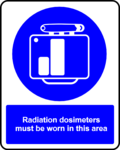 Radiation dosimeters
must be worn in this area